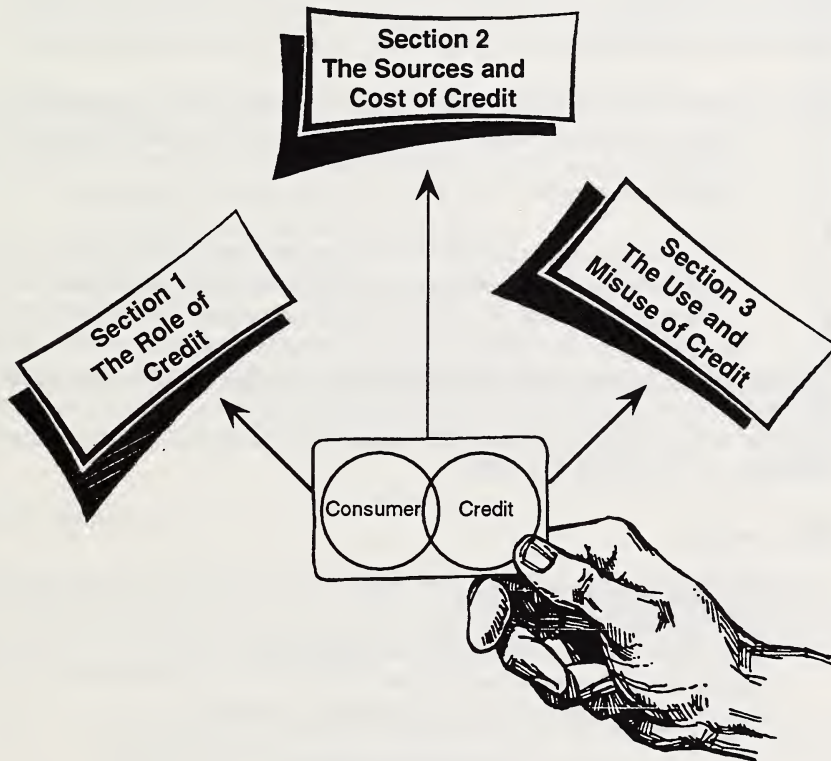 Section 2
The Sources and
Cost of Credit
Section 1
The Role of
Credit
Section 3
The Use and
Misuse of Credit
Consumer
Credit